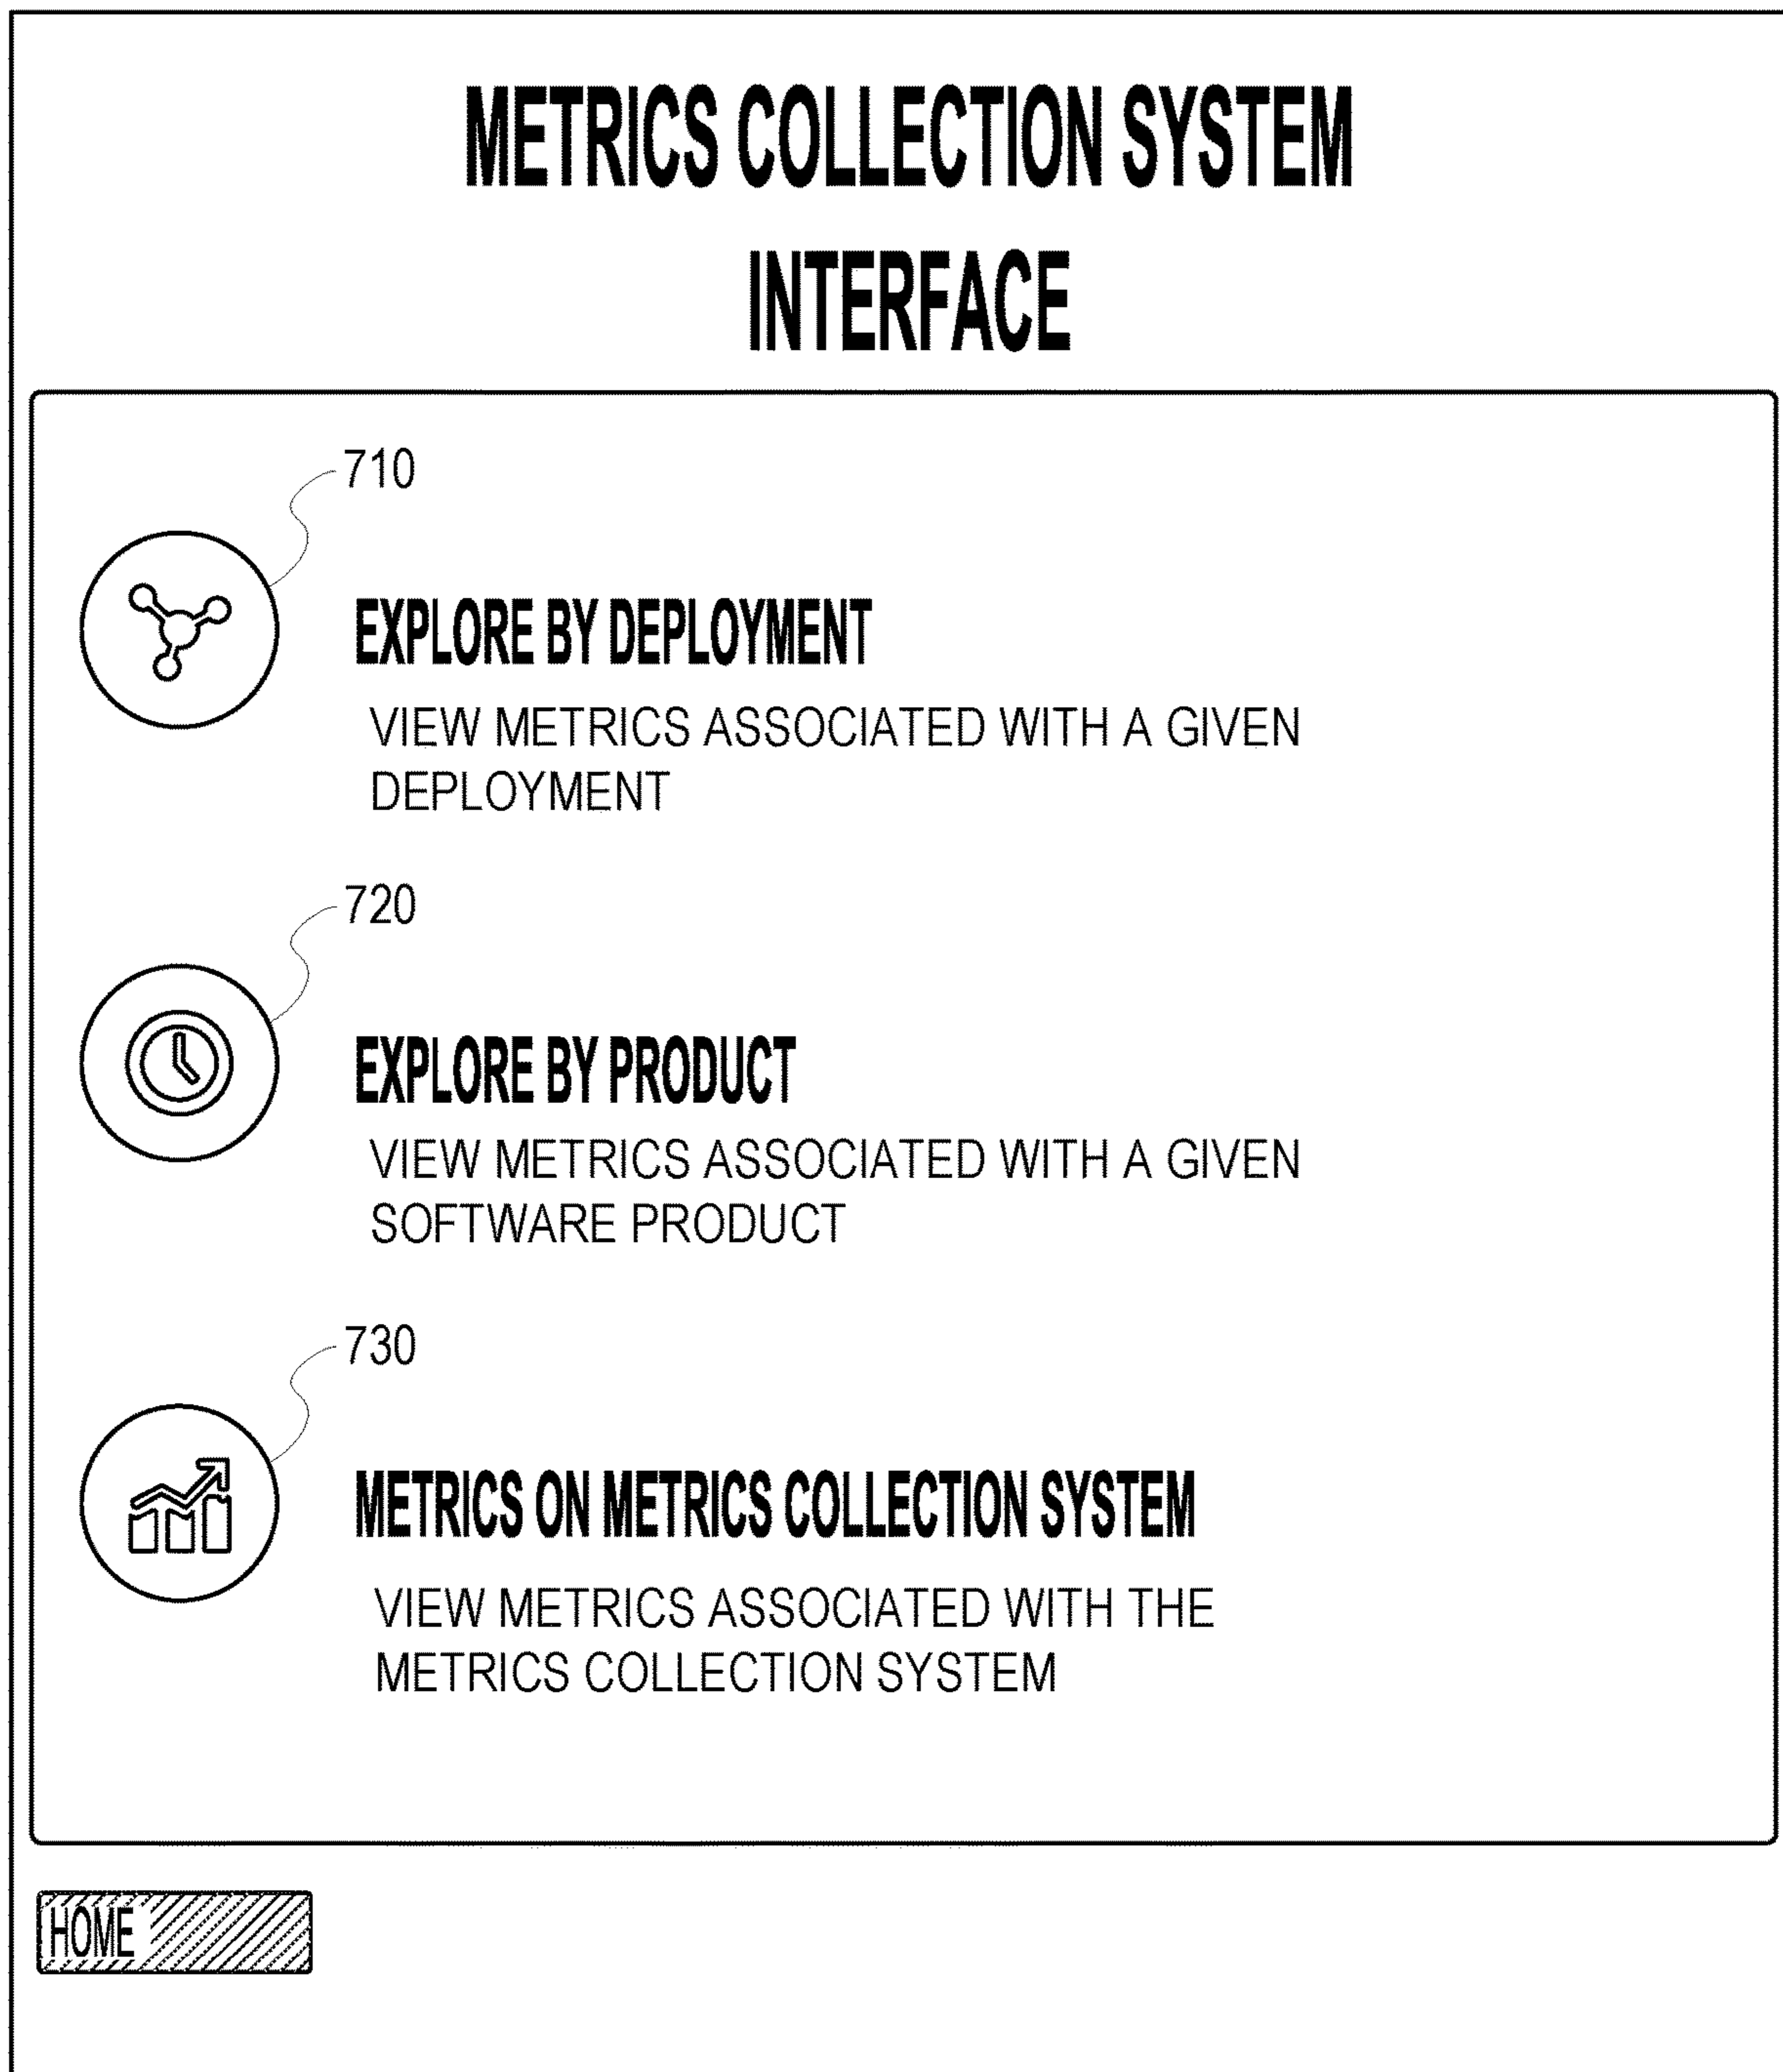 METRICS COLLECTION SYSTEM
INTERFACE
710
EXPLORE BY DEPLOYMENT
VIEW METRICS ASSOCIATED WITH A GIVEN
DEPLOYMENT
720
EXPLORE BY PRODUCT
VIEW METRICS ASSOCIATED WITH A GIVEN
SOFTWARE PRODUCT
730
METRICS ON METRICS COLLECTION SYSTEM
VIEW METRICS ASSOCIATED WITH THE
METRICS COLLECTION SYSTEM
HOME